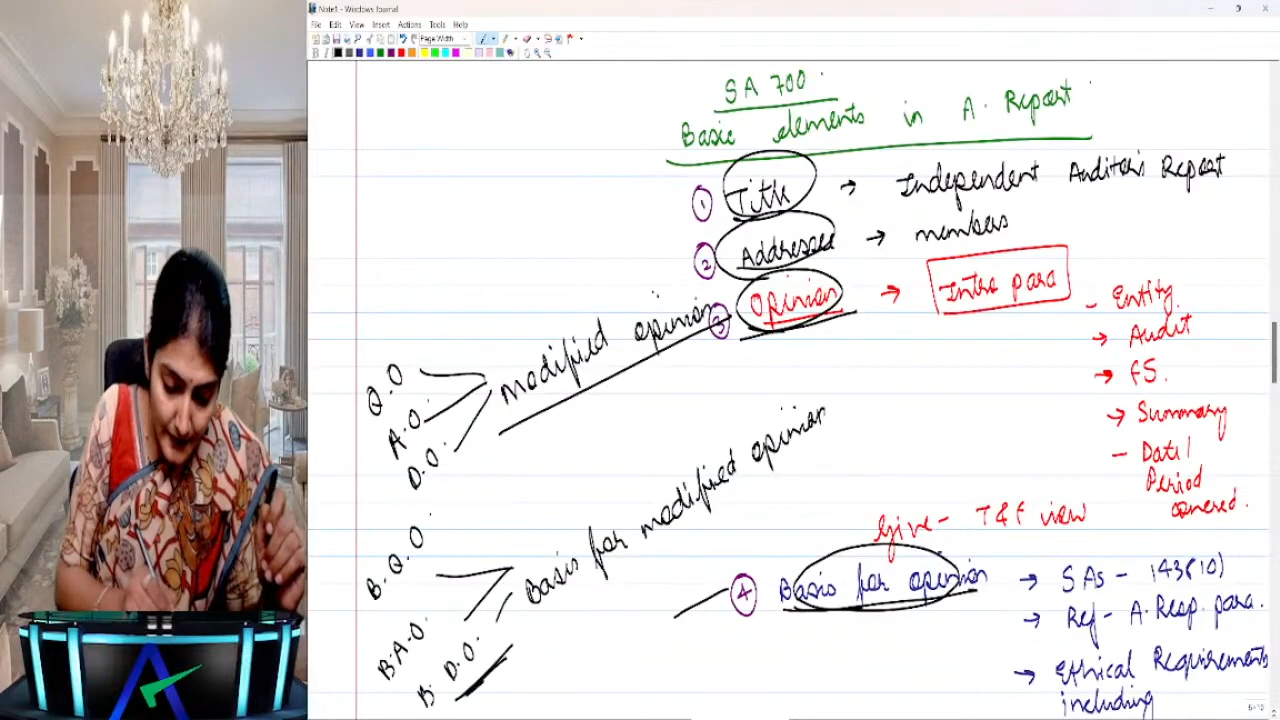 Note1 - Windows Journal
File Edit View Insert Actions Tools Help
Page Width
SA 700
Basic elements in A. Report
① Title → Independent Auditor's Report
② Addressee → members
③ Opinion → Intro para
- Entity
→ Audit
→ FS.
→ Summary
- Date/
Period
covered.
Give - T&F view
modified opinion
Q.O
A.O.
D.O.
Basis for modified opinion
B.Q.O.
B.A.O.
B.D.O.
④ Basis for opinion → SAs - 143(10)
→ Ref - A. Resp. para.
→ Ethical Requirements
including